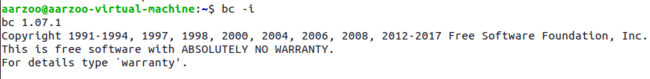 aarzoo@aarzoo-virtual-machine:~$ bc -i
bc 1.07.1
Copyright 1991-1994, 1997, 1998, 2000, 2004, 2006, 2008, 2012-2017 Free Software Foundation, Inc.
This is free software with ABSOLUTELY NO WARRANTY.
For details type `warranty'.